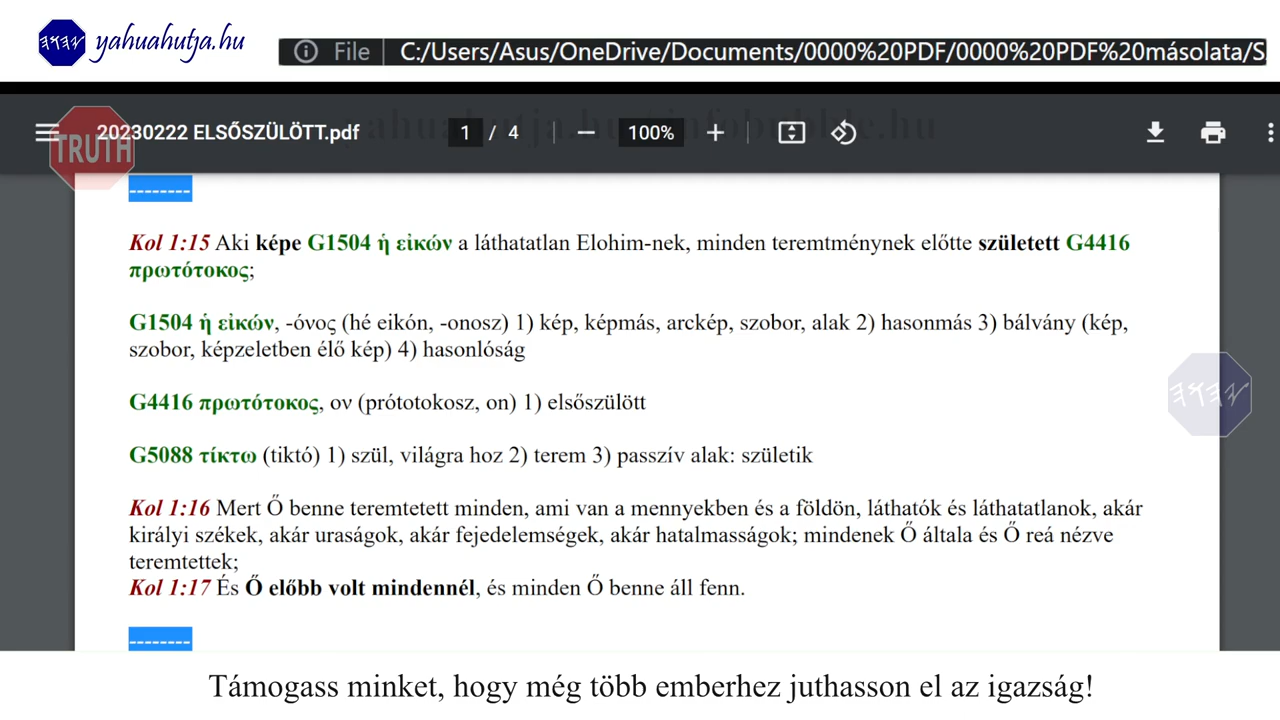 yahuahutja.hu
File C:/Users/Asus/OneDrive/Documents/0000%20PDF/0000%20PDF%20másolata/S
TRUTH
20230222 ELSŐSZÜLÖTT.pdf 1 / 4 100%
--------
Kol 1:15 Aki képe G1504 ἡ εἰκών a láthatatlan Elohim-nek, minden teremtménynek előtte született G4416
πρωτότοκος;
G1504 ἡ εἰκών, -όνος (hé eikón, -onosz) 1) kép, képmás, arckép, szobor, alak 2) hasonmás 3) bálvány (kép,
szobor, képzeletben élő kép) 4) hasonlóság
G4416 πρωτότοκος, ον (prótotokosz, on) 1) elsőszülött
G5088 τίκτω (tiktó) 1) szül, világra hoz 2) terem 3) passzív alak: születik
Kol 1:16 Mert Ő benne teremtetett minden, ami van a mennyekben és a földön, láthatók és láthatatlanok, akár
királyi székek, akár uraságok, akár fejedelemségek, akár hatalmasságok; mindenek Ő általa és Ő reá nézve
teremtettek;
Kol 1:17 És Ő előbb volt mindennél, és minden Ő benne áll fenn.
--------
Támogass minket, hogy még több emberhez juthasson el az igazság!